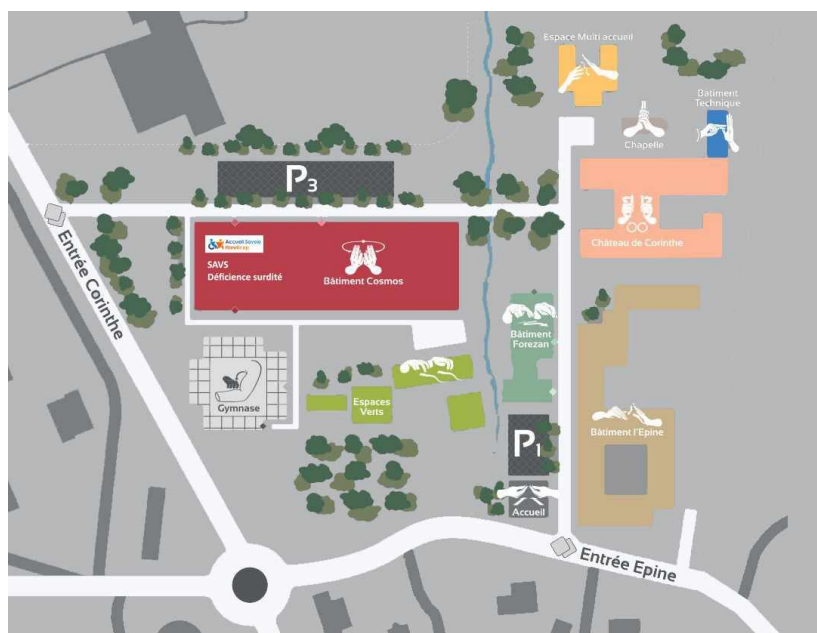 Espace Multi accueil
Bâtiment
Technique
Chapelle
P3
Château de Corinthe
Entrée Corinthe
Accueil Savoie
Handicap
SAVS
Déficience surdité
Bâtiment Cosmos
Bâtiment
Forezan
Gymnase
Espaces
Verts
Bâtiment l'Epine
P1
Accueil
Entrée Epine